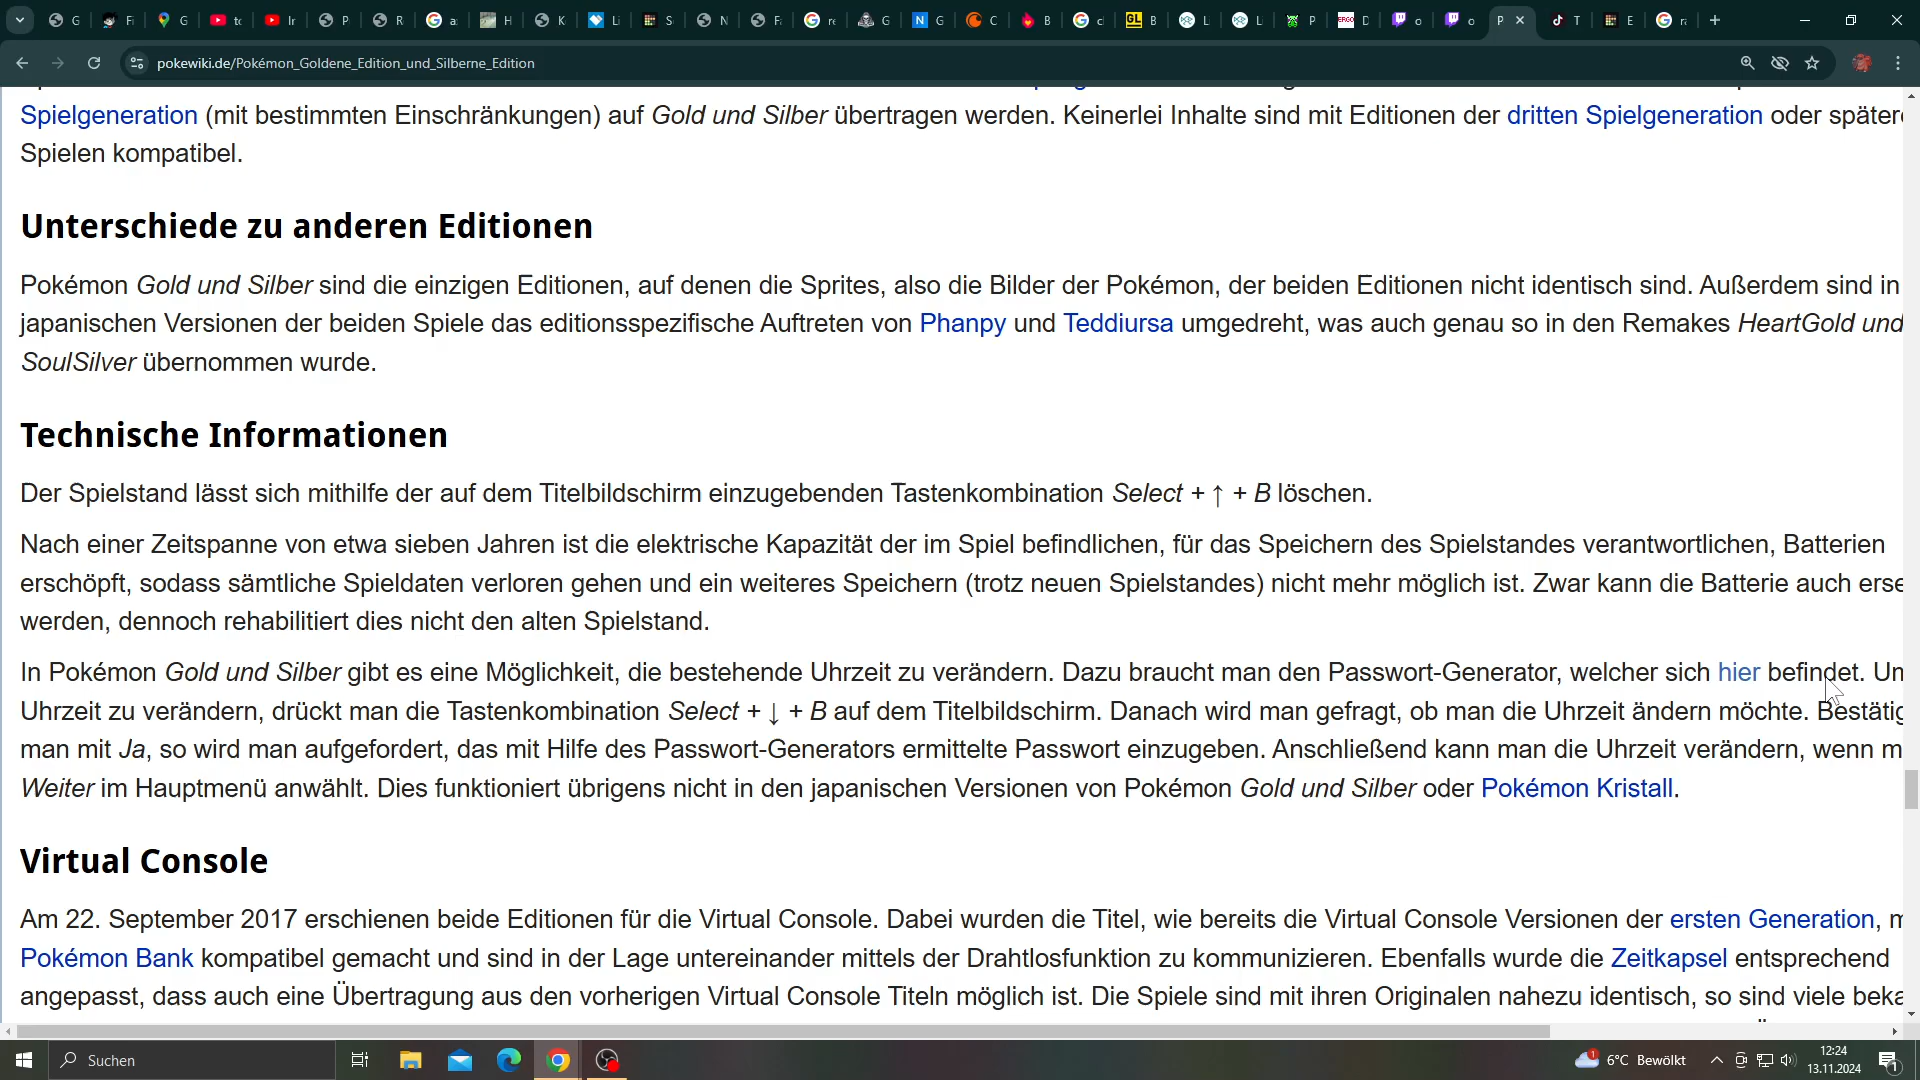 pokewiki.de/Pokémon_Goldene_Edition_und_Silberne_Edition
Spielgeneration (mit bestimmten Einschränkungen) auf Gold und Silber übertragen werden. Keinerlei Inhalte sind mit Editionen der dritten Spielgeneration oder späteren
Spielen kompatibel.
Unterschiede zu anderen Editionen
Pokémon Gold und Silber sind die einzigen Editionen, auf denen die Sprites, also die Bilder der Pokémon, der beiden Editionen nicht identisch sind. Außerdem sind in
japanischen Versionen der beiden Spiele das editionsspezifische Auftreten von Phanpy und Teddiursa umgedreht, was auch genau so in den Remakes HeartGold und
SoulSilver übernommen wurde.
Technische Informationen
Der Spielstand lässt sich mithilfe der auf dem Titelbildschirm einzugebenden Tastenkombination Select + ↑ + B löschen.
Nach einer Zeitspanne von etwa sieben Jahren ist die elektrische Kapazität der im Spiel befindlichen, für das Speichern des Spielstandes verantwortlichen, Batterien
erschöpft, sodass sämtliche Spieldaten verloren gehen und ein weiteres Speichern (trotz neuen Spielstandes) nicht mehr möglich ist. Zwar kann die Batterie auch erse
werden, dennoch rehabilitiert dies nicht den alten Spielstand.
In Pokémon Gold und Silber gibt es eine Möglichkeit, die bestehende Uhrzeit zu verändern. Dazu braucht man den Passwort-Generator, welcher sich hier befindet. Um
Uhrzeit zu verändern, drückt man die Tastenkombination Select + ↓ + B auf dem Titelbildschirm. Danach wird man gefragt, ob man die Uhrzeit ändern möchte. Bestätig
man mit Ja, so wird man aufgefordert, das mit Hilfe des Passwort-Generators ermittelte Passwort einzugeben. Anschließend kann man die Uhrzeit verändern, wenn m
Weiter im Hauptmenü anwählt. Dies funktioniert übrigens nicht in den japanischen Versionen von Pokémon Gold und Silber oder Pokémon Kristall.
Virtual Console
Am 22. September 2017 erschienen beide Editionen für die Virtual Console. Dabei wurden die Titel, wie bereits die Virtual Console Versionen der ersten Generation, m
Pokémon Bank kompatibel gemacht und sind in der Lage untereinander mittels der Drahtlosfunktion zu kommunizieren. Ebenfalls wurde die Zeitkapsel entsprechend
angepasst, dass auch eine Übertragung aus den vorherigen Virtual Console Titeln möglich ist. Die Spiele sind mit ihren Originalen nahezu identisch, so sind viele beka
Suchen
6°C Bewölkt
12:24
13.11.2024